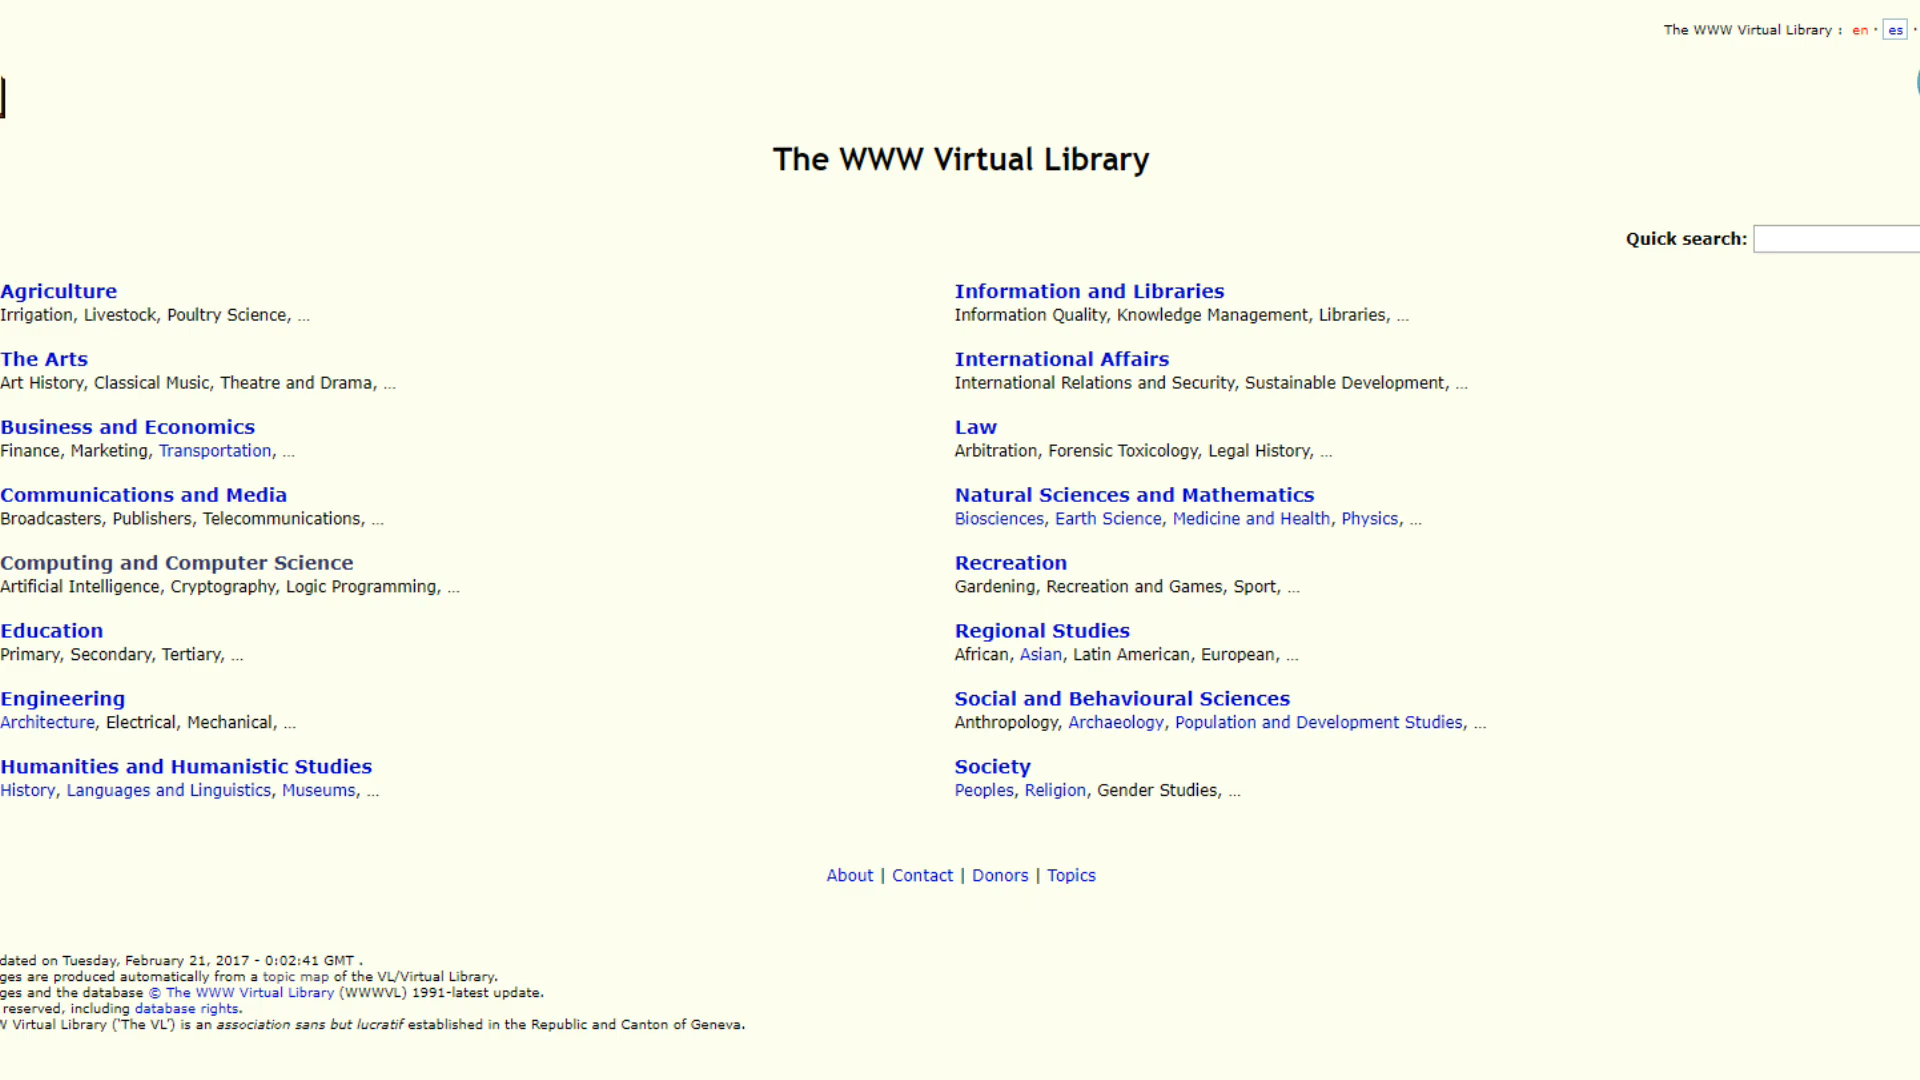 The WWW Virtual Library : en · es ·
The WWW Virtual Library
Quick search:
Agriculture
Irrigation, Livestock, Poultry Science, ...
The Arts
Art History, Classical Music, Theatre and Drama, ...
Business and Economics
Finance, Marketing, Transportation, ...
Communications and Media
Broadcasters, Publishers, Telecommunications, ...
Computing and Computer Science
Artificial Intelligence, Cryptography, Logic Programming, ...
Education
Primary, Secondary, Tertiary, ...
Engineering
Architecture, Electrical, Mechanical, ...
Humanities and Humanistic Studies
History, Languages and Linguistics, Museums, ...
Information and Libraries
Information Quality, Knowledge Management, Libraries, ...
International Affairs
International Relations and Security, Sustainable Development, ...
Law
Arbitration, Forensic Toxicology, Legal History, ...
Natural Sciences and Mathematics
Biosciences, Earth Science, Medicine and Health, Physics, ...
Recreation
Gardening, Recreation and Games, Sport, ...
Regional Studies
African, Asian, Latin American, European, ...
Social and Behavioural Sciences
Anthropology, Archaeology, Population and Development Studies, ...
Society
Peoples, Religion, Gender Studies, ...
About | Contact | Donors | Topics
dated on Tuesday, February 21, 2017 - 0:02:41 GMT .
ges are produced automatically from a topic map of the VL/Virtual Library.
ges and the database © The WWW Virtual Library (WWWVL) 1991-latest update.
reserved, including database rights.
W Virtual Library ('The VL') is an association sans but lucratif established in the Republic and Canton of Geneva.